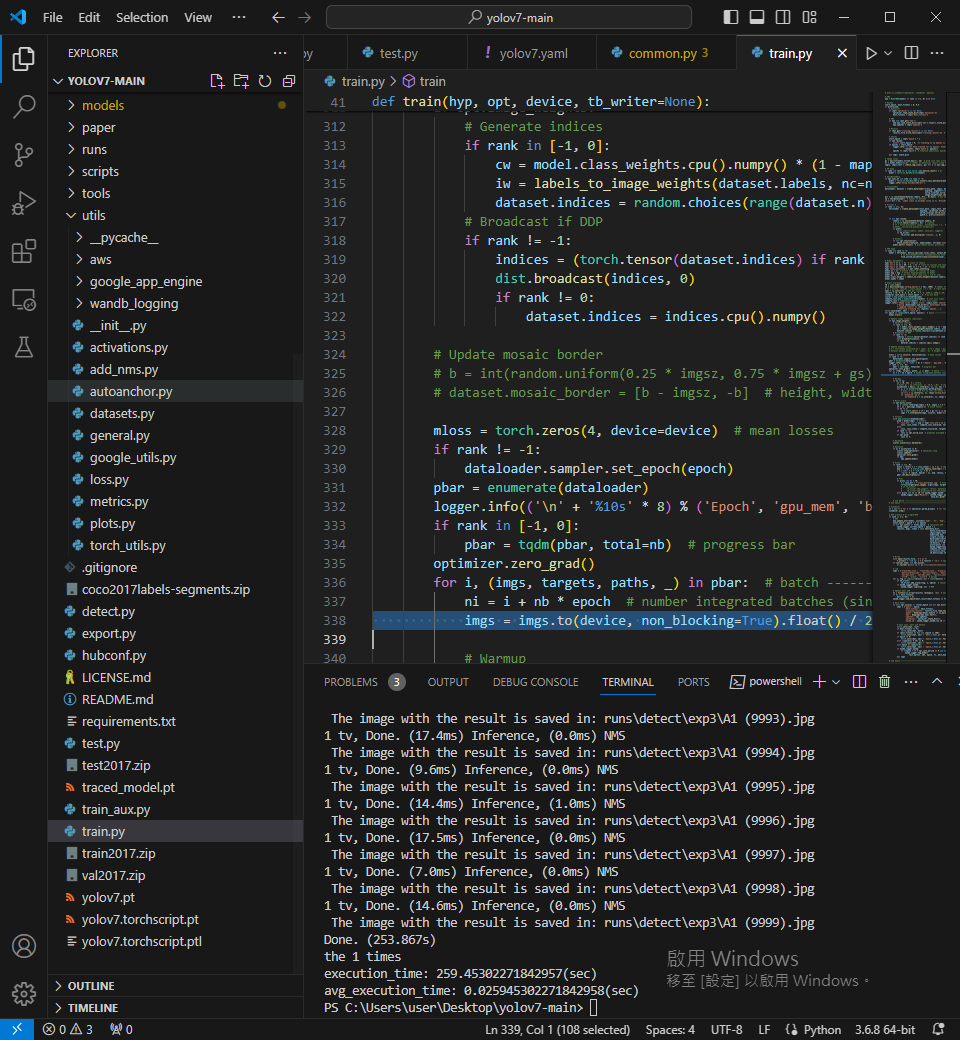 File Edit Selection View ··· yolov7-main
EXPLORER ···
YOLOV7-MAIN
models
paper
runs
scripts
tools
utils
__pycache__
aws
google_app_engine
wandb_logging
__init__.py
activations.py
add_nms.py
autoanchor.py
datasets.py
general.py
google_utils.py
loss.py
metrics.py
plots.py
torch_utils.py
.gitignore
coco2017labels-segments.zip
detect.py
export.py
hubconf.py
LICENSE.md
README.md
requirements.txt
test.py
test2017.zip
traced_model.pt
train_aux.py
train.py
train2017.zip
val2017.zip
yolov7.pt
yolov7.torchscript.pt
yolov7.torchscript.ptl
OUTLINE
TIMELINE
py test.py ! yolov7.yaml common.py 3 train.py
train.py > train
41 def train(hyp, opt, device, tb_writer=None):
312 # Generate indices
313 if rank in [-1, 0]:
314 cw = model.class_weights.cpu().numpy() * (1 - map
315 iw = labels_to_image_weights(dataset.labels, nc=n
316 dataset.indices = random.choices(range(dataset.n)
317 # Broadcast if DDP
318 if rank != -1:
319 indices = (torch.tensor(dataset.indices) if rank
320 dist.broadcast(indices, 0)
321 if rank != 0:
322 dataset.indices = indices.cpu().numpy()
323
324 # Update mosaic border
325 # b = int(random.uniform(0.25 * imgsz, 0.75 * imgsz + gs)
326 # dataset.mosaic_border = [b - imgsz, -b] # height, widt
327
328 mloss = torch.zeros(4, device=device) # mean losses
329 if rank != -1:
330 dataloader.sampler.set_epoch(epoch)
331 pbar = enumerate(dataloader)
332 logger.info(('\n' + '%10s' * 8) % ('Epoch', 'gpu_mem', 'b
333 if rank in [-1, 0]:
334 pbar = tqdm(pbar, total=nb) # progress bar
335 optimizer.zero_grad()
336 for i, (imgs, targets, paths, _) in pbar: # batch ------
337 ni = i + nb * epoch # number integrated batches (sin
338 imgs = imgs.to(device, non_blocking=True).float() / 2
339
340 # Warmup
PROBLEMS 3 OUTPUT DEBUG CONSOLE TERMINAL PORTS powershell
The image with the result is saved in: runs\detect\exp3\A1 (9993).jpg
1 tv, Done. (17.4ms) Inference, (0.0ms) NMS
The image with the result is saved in: runs\detect\exp3\A1 (9994).jpg
1 tv, Done. (9.6ms) Inference, (0.0ms) NMS
The image with the result is saved in: runs\detect\exp3\A1 (9995).jpg
1 tv, Done. (14.4ms) Inference, (1.0ms) NMS
The image with the result is saved in: runs\detect\exp3\A1 (9996).jpg
1 tv, Done. (17.5ms) Inference, (0.0ms) NMS
The image with the result is saved in: runs\detect\exp3\A1 (9997).jpg
1 tv, Done. (7.0ms) Inference, (0.0ms) NMS
The image with the result is saved in: runs\detect\exp3\A1 (9998).jpg
1 tv, Done. (14.6ms) Inference, (0.0ms) NMS
The image with the result is saved in: runs\detect\exp3\A1 (9999).jpg
Done. (253.867s)
the 1 times
execution_time: 259.45302271842957(sec)
avg_execution_time: 0.025945302271842958(sec)
PS C:\Users\user\Desktop\yolov7-main>
啟用 Windows
移至 [設定] 以啟用 Windows。
0 3 0 Ln 339, Col 1 (108 selected) Spaces: 4 UTF-8 LF Python 3.6.8 64-bit